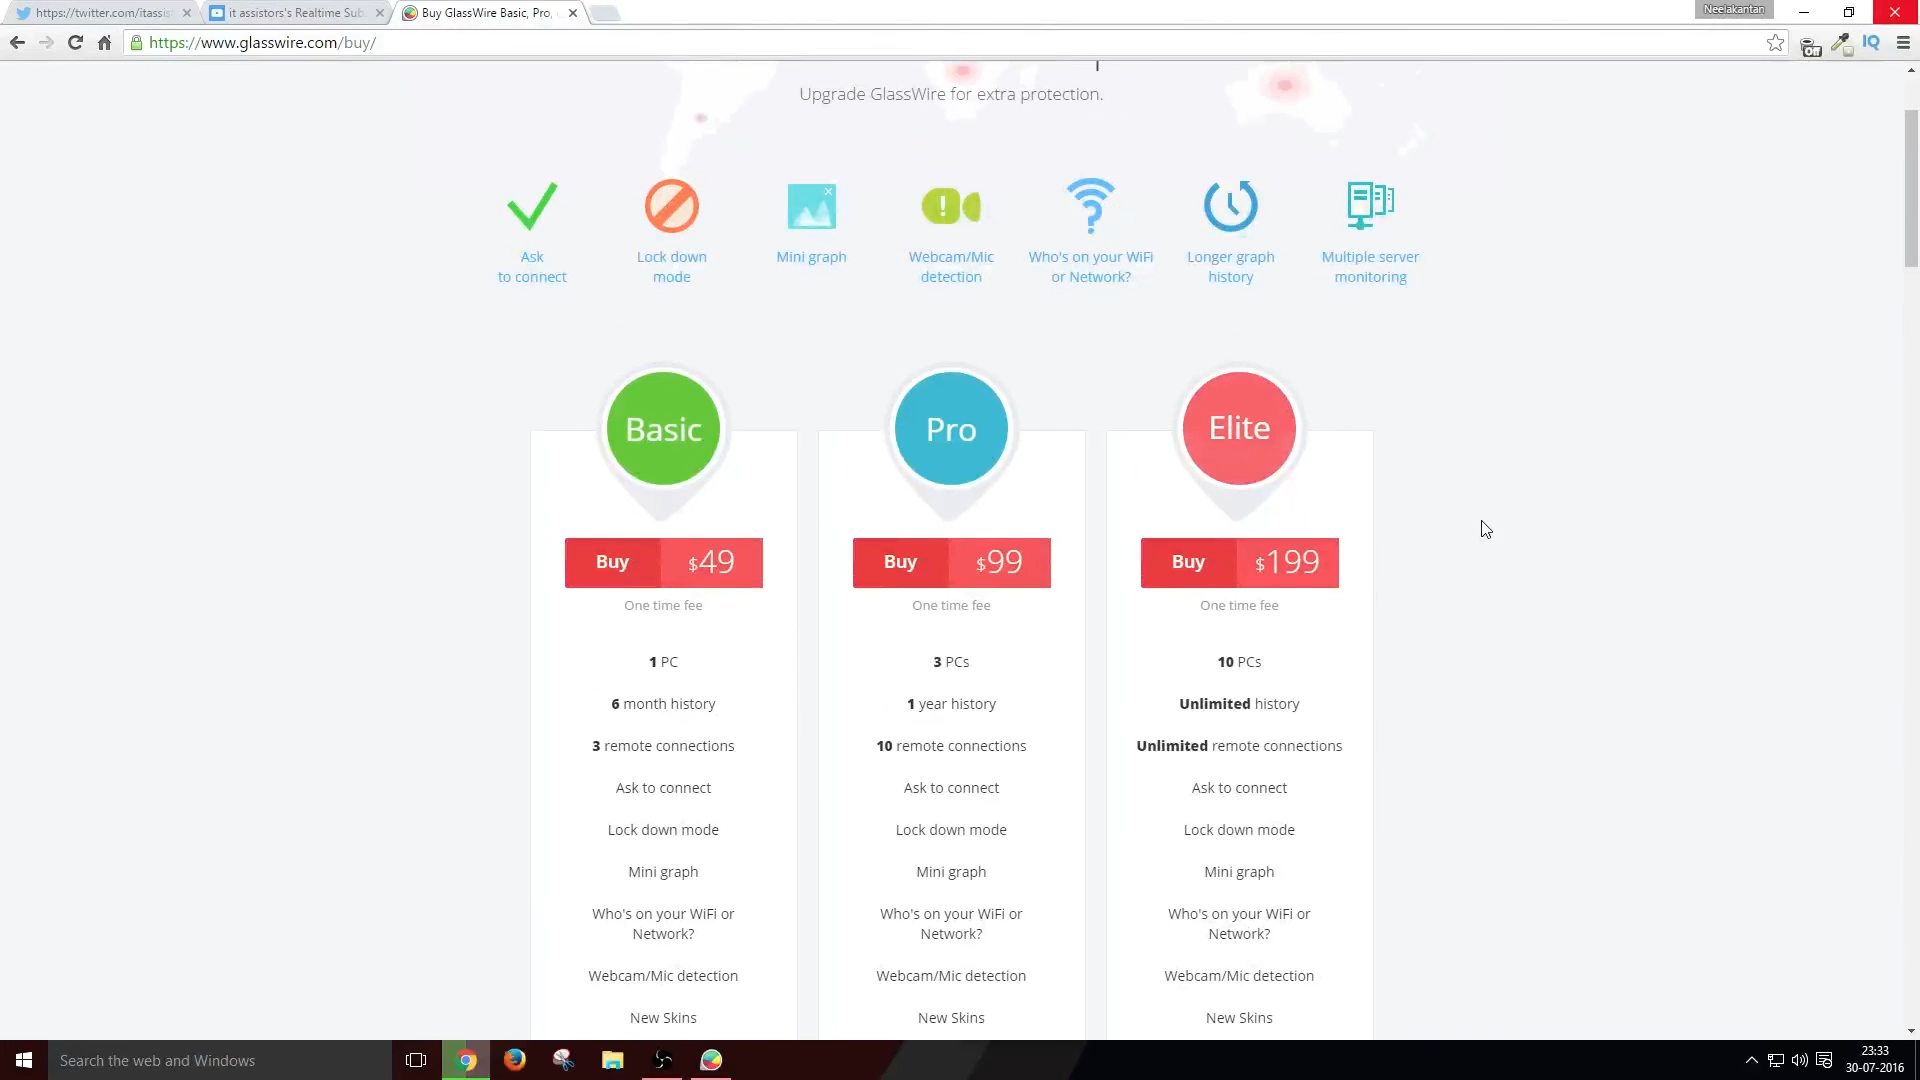 https://twitter.com/itassis
it assistors's Realtime Sub
Buy GlassWire Basic, Pro,
Neelakantan
https://www.glasswire.com/buy/
Off
IQ
Upgrade GlassWire for extra protection.
Ask
to connect
Lock down
mode
Mini graph
Webcam/Mic
detection
Who's on your WiFi
or Network?
Longer graph
history
Multiple server
monitoring
Basic
Buy $49
One time fee
1 PC
6 month history
3 remote connections
Ask to connect
Lock down mode
Mini graph
Who's on your WiFi or
Network?
Webcam/Mic detection
New Skins
Pro
Buy $99
One time fee
3 PCs
1 year history
10 remote connections
Ask to connect
Lock down mode
Mini graph
Who's on your WiFi or
Network?
Webcam/Mic detection
New Skins
Elite
Buy $199
One time fee
10 PCs
Unlimited history
Unlimited remote connections
Ask to connect
Lock down mode
Mini graph
Who's on your WiFi or
Network?
Webcam/Mic detection
New Skins
Search the web and Windows
23:33
30-07-2016